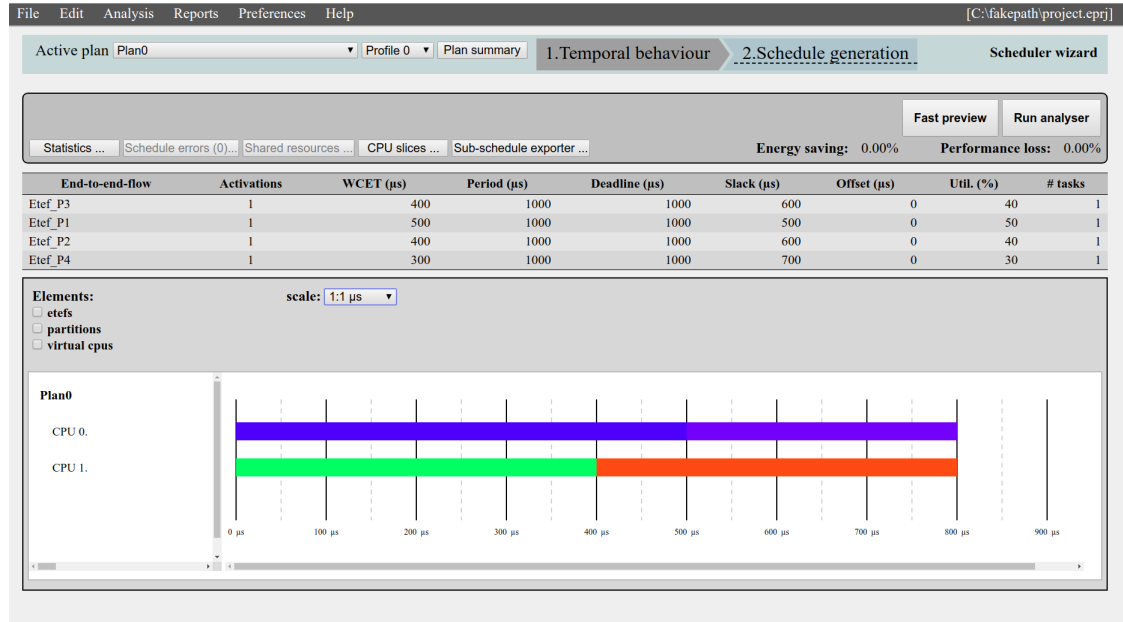 File Edit Analysis Reports Preferences Help [C:\fakepath\project.eprj]
Active plan Plan0 Profile 0 Plan summary 1.Temporal behaviour 2.Schedule generation Scheduler wizard
Fast preview Run analyser
Statistics ... Schedule errors (0)... Shared resources ... CPU slices ... Sub-schedule exporter ... Energy saving: 0.00% Performance loss: 0.00%
End-to-end-flow Activations WCET (µs) Period (µs) Deadline (µs) Slack (µs) Offset (µs) Util. (%) # tasks
Etef_P3 1 400 1000 1000 600 0 40 1
Etef_P1 1 500 1000 1000 500 0 50 1
Etef_P2 1 400 1000 1000 600 0 40 1
Etef_P4 1 300 1000 1000 700 0 30 1
Elements: scale: 1:1 µs
etefs
partitions
virtual cpus
Plan0
CPU 0.
CPU 1.
0 µs 100 µs 200 µs 300 µs 400 µs 500 µs 600 µs 700 µs 800 µs 900 µs